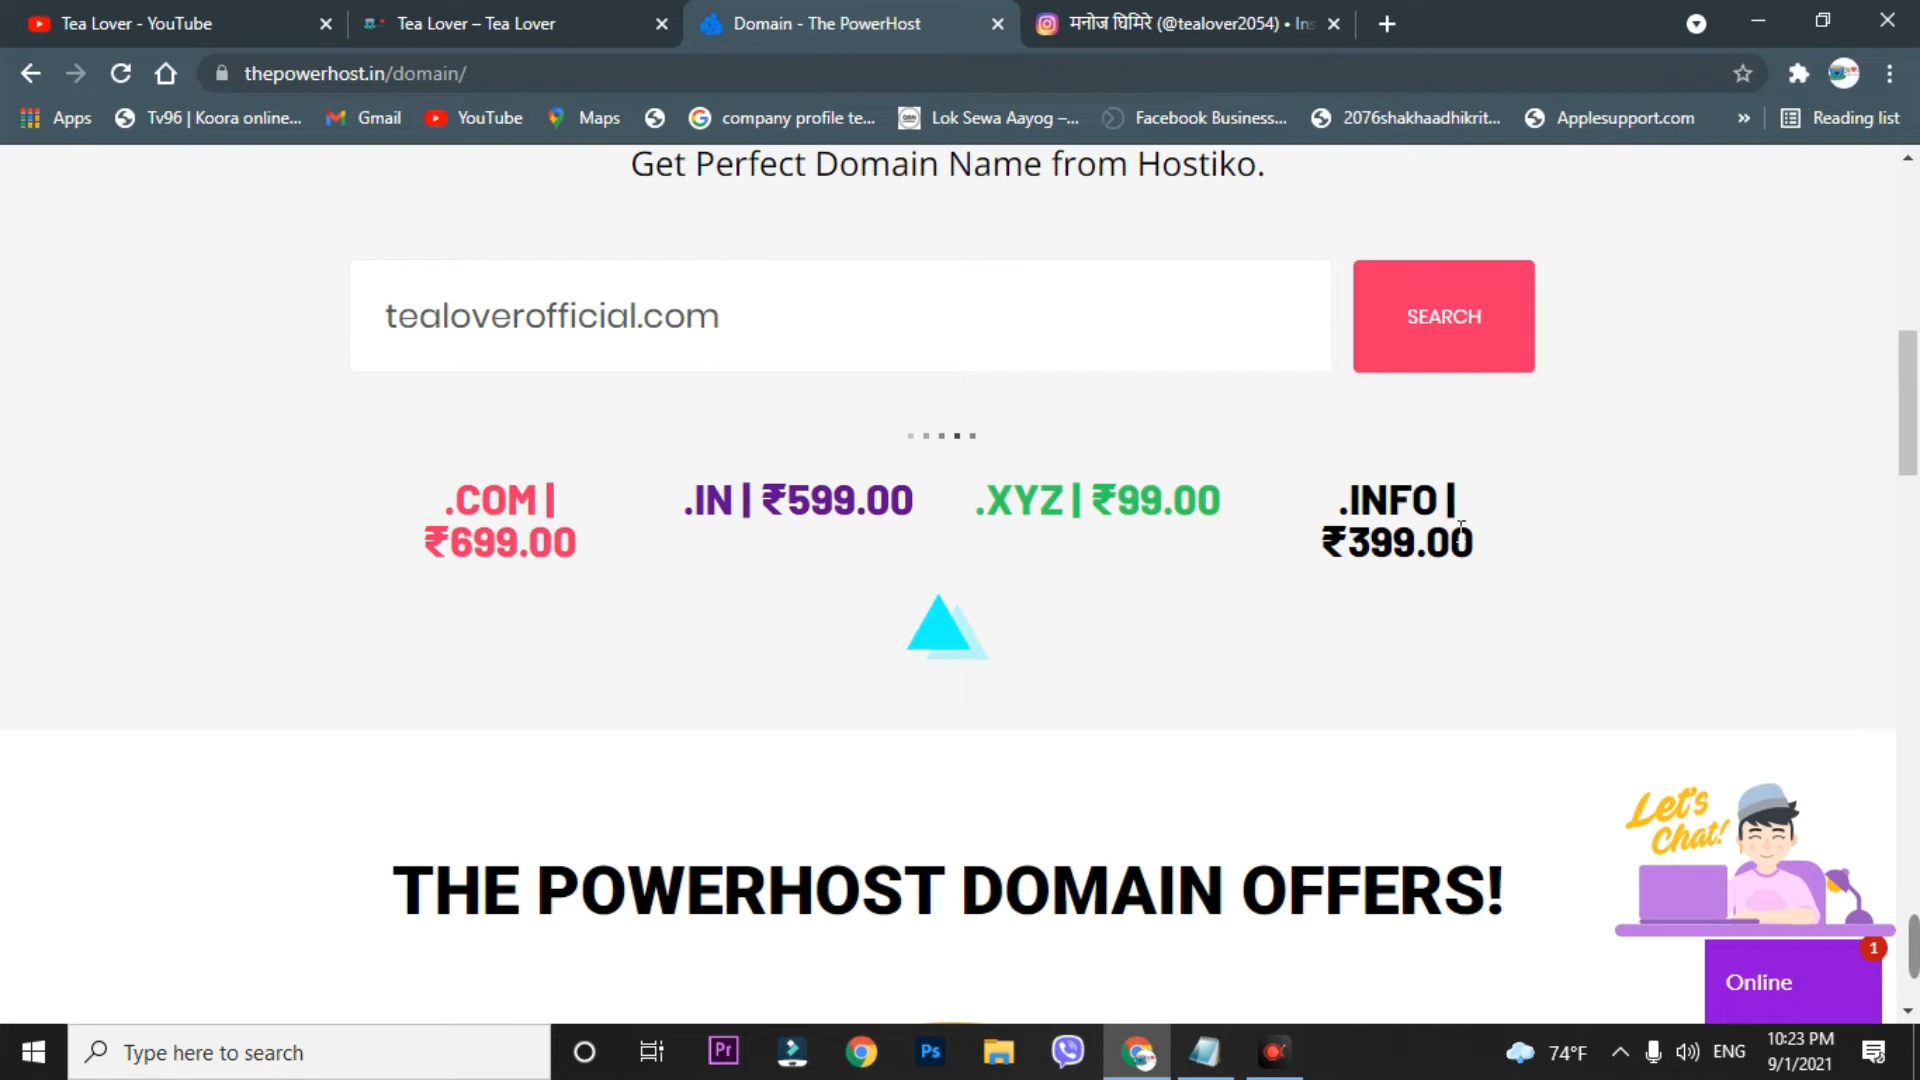 Tea Lover - YouTube
Tea Lover – Tea Lover
Domain - The PowerHost
मनोज घिमिरे (@tealover2054) • Ins
thepowerhost.in/domain/
Apps
Tv96 | Koora online...
Gmail
YouTube
Maps
company profile te...
Lok Sewa Aayog –...
Facebook Business...
2076shakhaadhikrit...
Applesupport.com
»
Reading list
Get Perfect Domain Name from Hostiko.
tealoverofficial.com
SEARCH
.COM |
₹699.00
.IN | ₹599.00
.XYZ | ₹99.00
.INFO |
₹399.00
THE POWERHOST DOMAIN OFFERS!
Let's
Chat!
1
Online
Type here to search
Pr
Ps
74°F
ENG
10:23 PM
9/1/2021